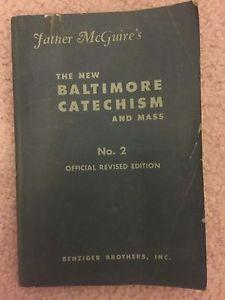 Father McGuire's
THE NEW
BALTIMORE
CATECHISM
AND MASS
No. 2
OFFICIAL REVISED EDITION
BENZIGER BROTHERS, INC.